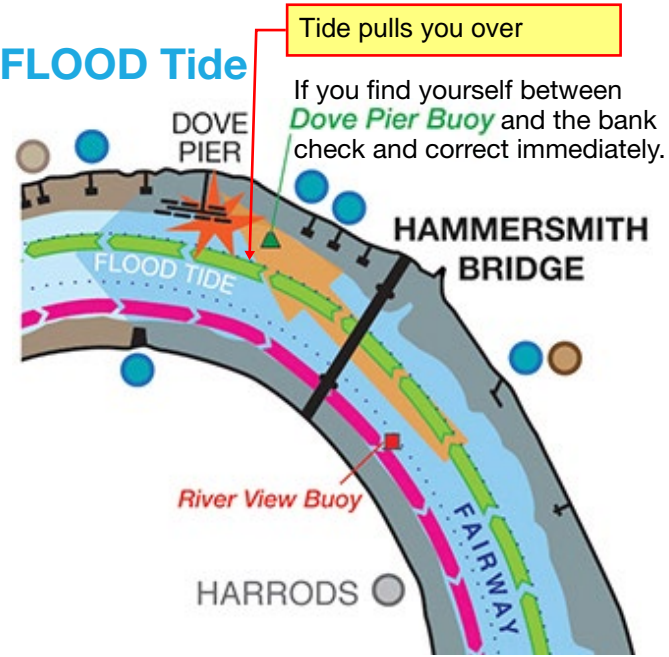 Tide pulls you over
FLOOD Tide
If you find yourself between
Dove Pier Buoy and the bank
check and correct immediately.
DOVE
PIER
HAMMERSMITH
BRIDGE
FLOOD TIDE
River View Buoy
FAIRWAY
HARRODS